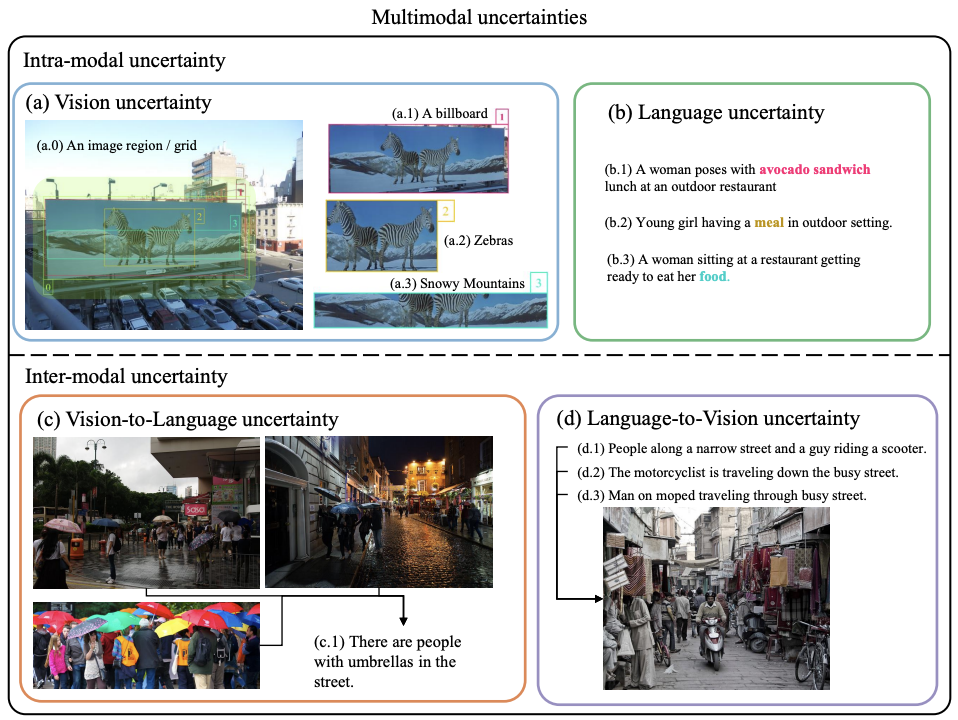 Multimodal uncertainties
Intra-modal uncertainty
(a) Vision uncertainty
(a.0) An image region / grid
2
3
0
(a.1) A billboard
1
2
(a.2) Zebras
(a.3) Snowy Mountains
3
(b) Language uncertainty
(b.1) A woman poses with avocado sandwich
lunch at an outdoor restaurant
(b.2) Young girl having a meal in outdoor setting.
(b.3) A woman sitting at a restaurant getting
ready to eat her food.
Inter-modal uncertainty
(c) Vision-to-Language uncertainty
SaSa
(c.1) There are people
with umbrellas in the
street.
(d) Language-to-Vision uncertainty
(d.1) People along a narrow street and a guy riding a scooter.
(d.2) The motorcyclist is traveling down the busy street.
(d.3) Man on moped traveling through busy street.